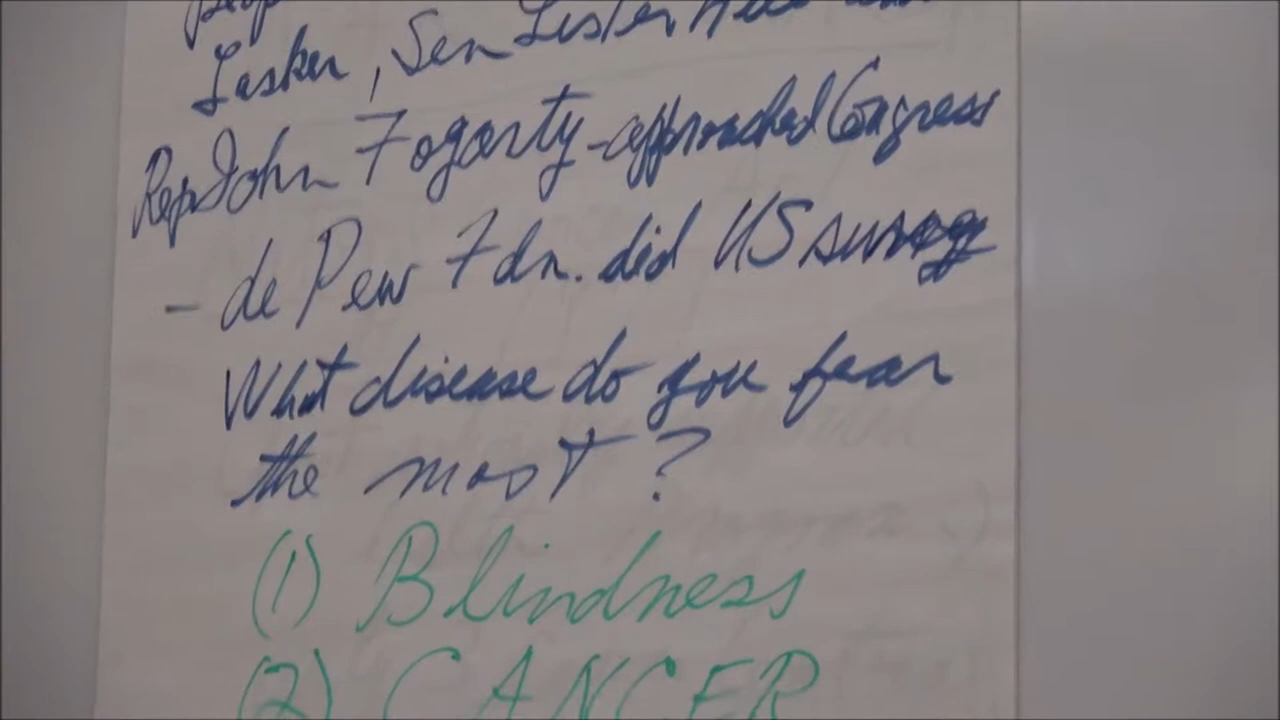 Lasker, Sen Lister Hill
Rep John Fogarty - approached Congress
- de Pew Fdn. did US survey
What disease do you fear
the most?
(1) Blindness
(2) CANCER